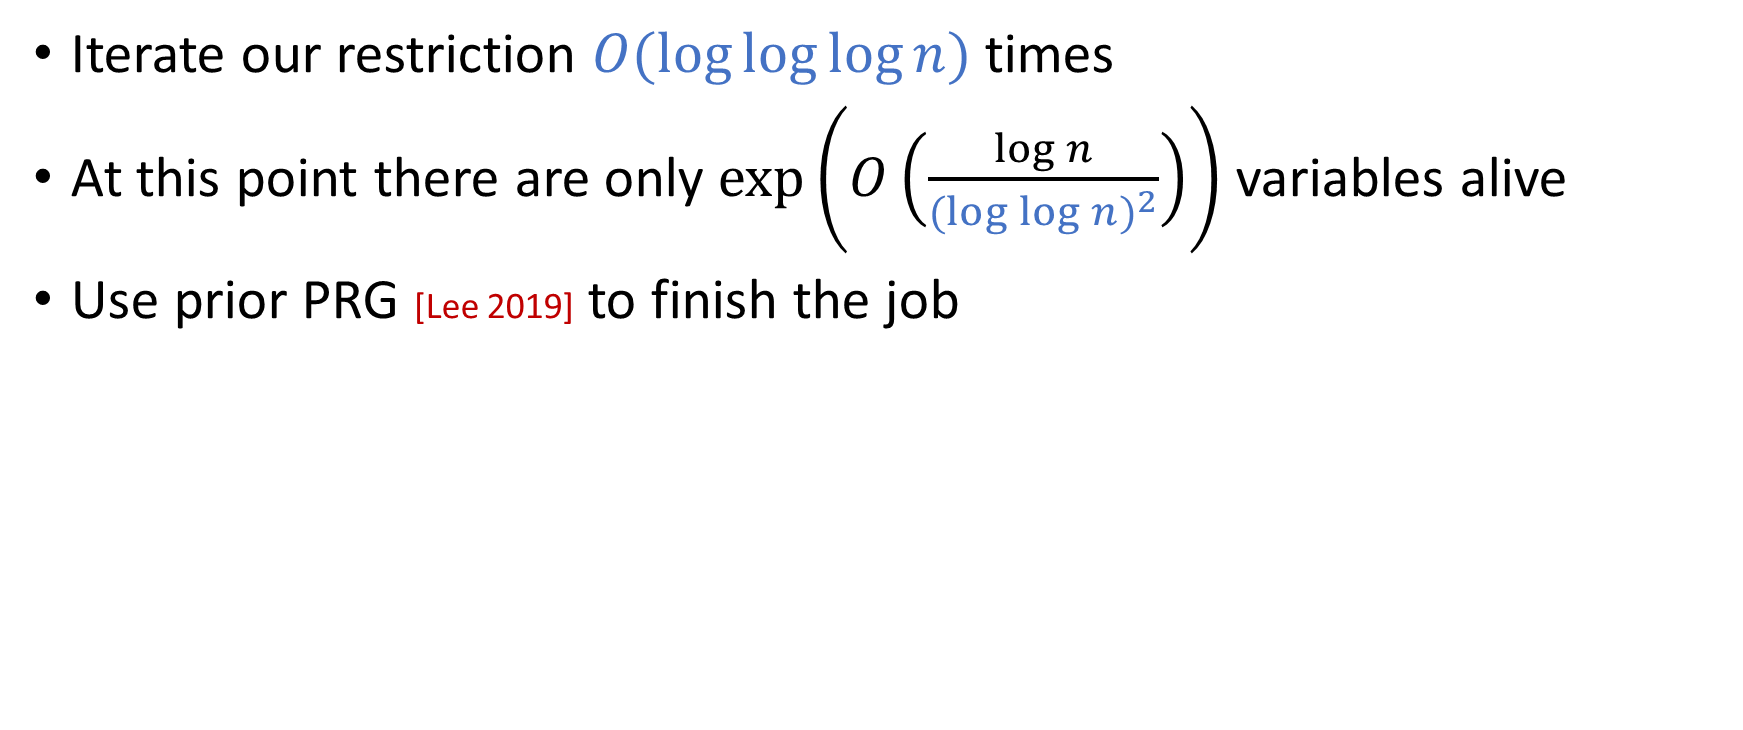 • Iterate our restriction O(log log log n) times
• At this point there are only exp(O(log n / (log log n)²)) variables alive
• Use prior PRG [Lee 2019] to finish the job